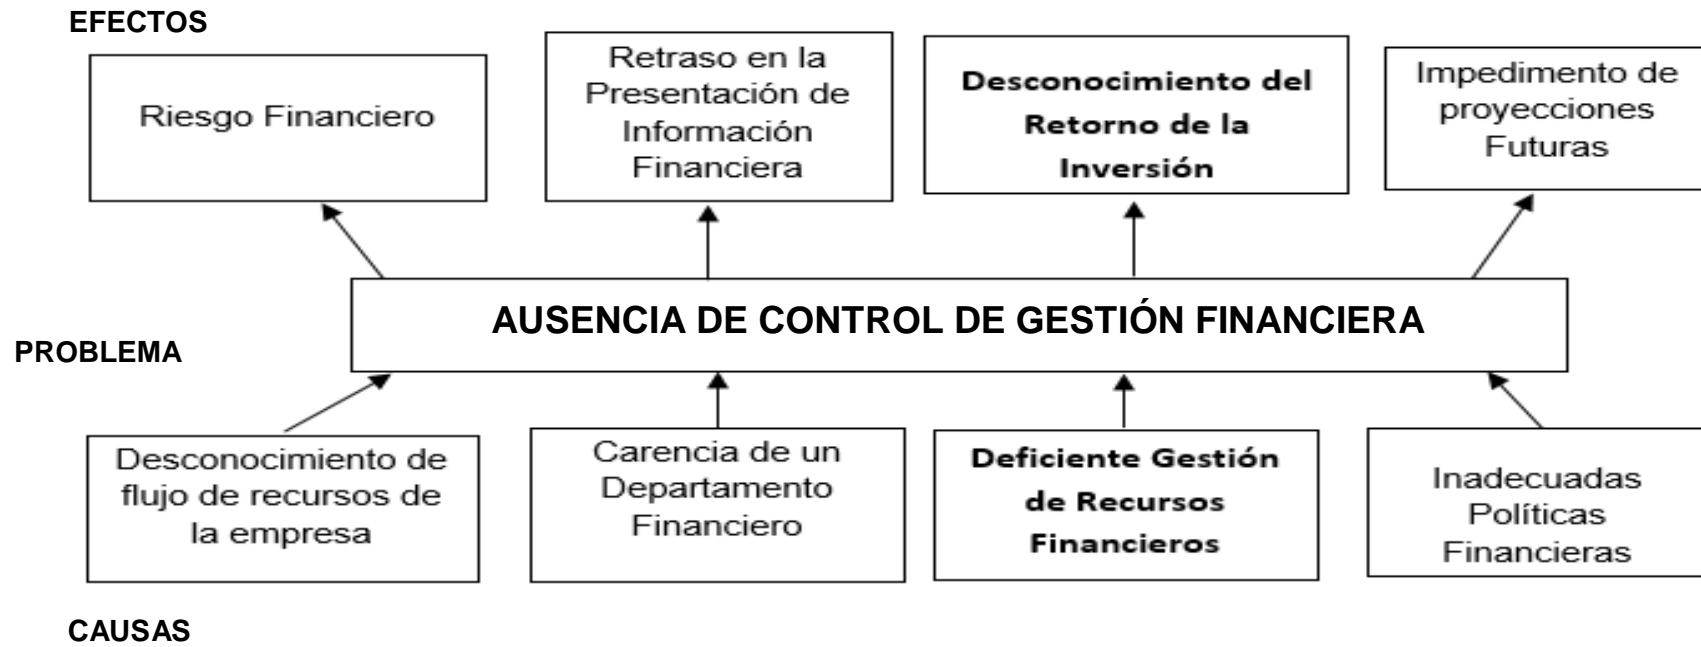 EFECTOS
Riesgo Financiero
Retraso en la
Presentación de
Información
Financiera
Desconocimiento del
Retorno de la
Inversión
Impedimento de
proyecciones
Futuras
AUSENCIA DE CONTROL DE GESTIÓN FINANCIERA
PROBLEMA
Desconocimiento de
flujo de recursos de
la empresa
Carencia de un
Departamento
Financiero
Deficiente Gestión
de Recursos
Financieros
Inadecuadas
Políticas
Financieras
CAUSAS